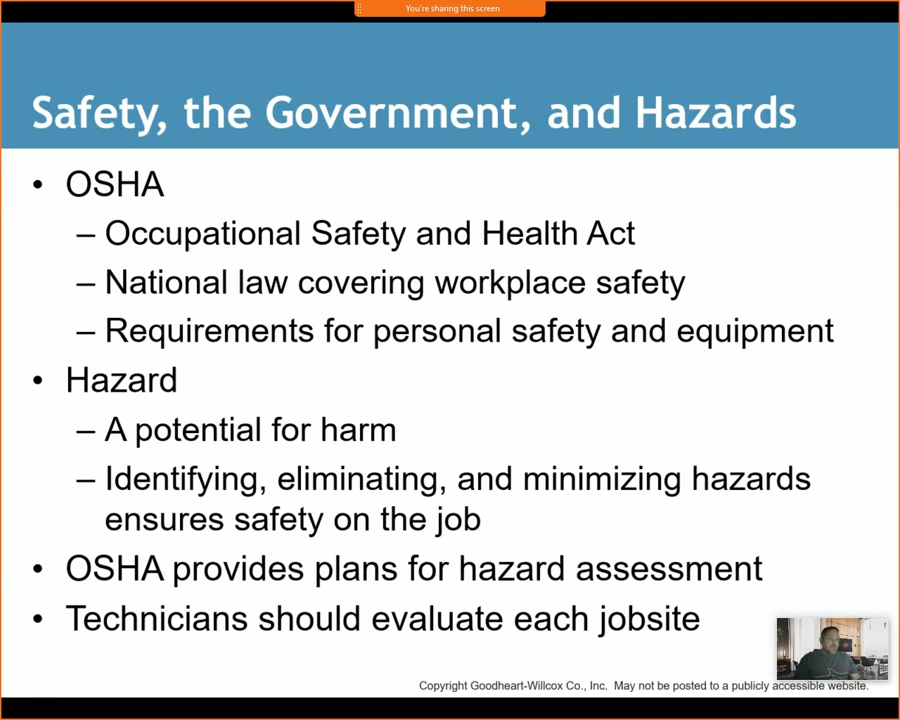 You're sharing this screen
Safety, the Government, and Hazards
• OSHA
– Occupational Safety and Health Act
– National law covering workplace safety
– Requirements for personal safety and equipment
• Hazard
– A potential for harm
– Identifying, eliminating, and minimizing hazards
ensures safety on the job
• OSHA provides plans for hazard assessment
• Technicians should evaluate each jobsite
Copyright Goodheart-Willcox Co., Inc. May not be posted to a publicly accessible website.